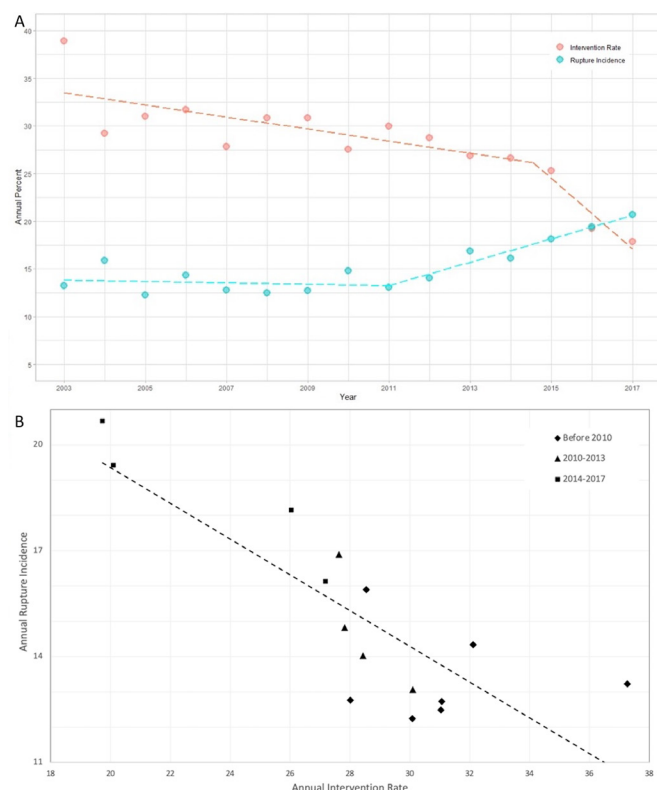 A
40
35
30
25
20
15
10
5
Annual Percent
Intervention Rate
Rupture Incidence
2003 2005 2007 2009 2011 2013 2015 2017
Year
B
20
17
14
11
Annual Rupture Incidence
Before 2010
2010-2013
2014-2017
18 20 22 24 26 28 30 32 34 36 38
Annual Intervention Rate